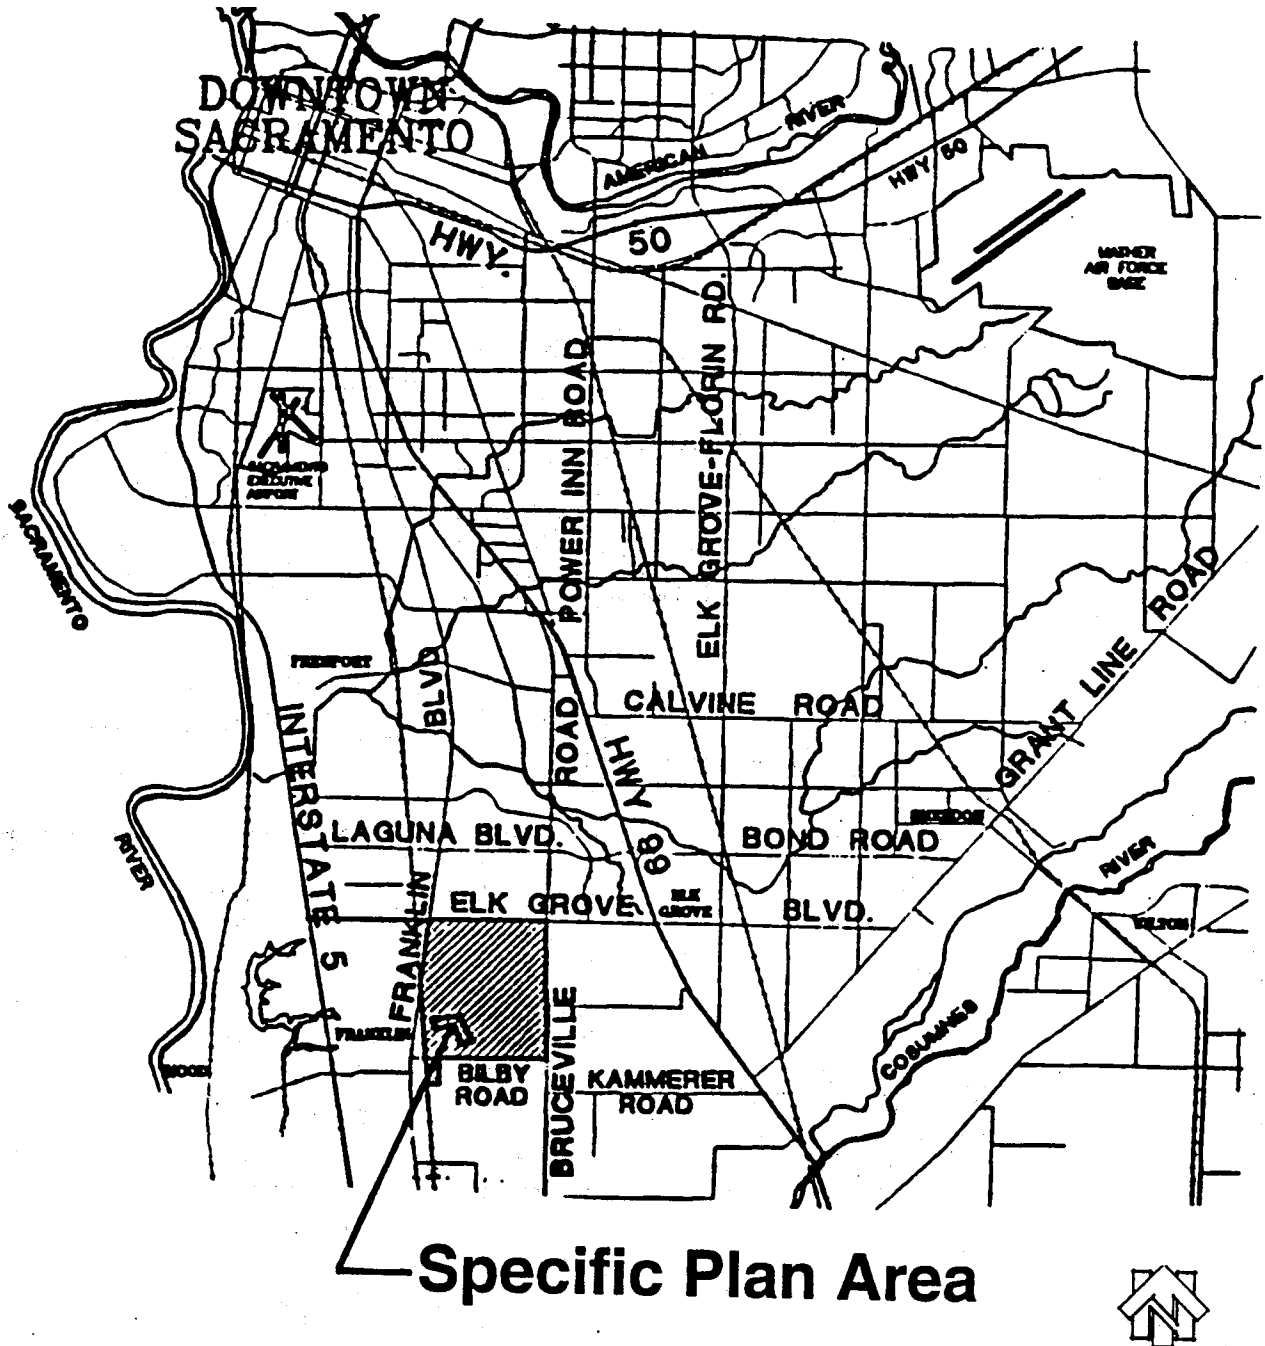 DOWNTOWN
SACRAMENTO
AMERICAN
RIVER
HWY 50
HWY.
50
MATHER
AIR FORCE
BASE
POWER INN ROAD
ELK GROVE-FLORIN RD.
SACRAMENTO
EXECUTIVE
AIRPORT
SACRAMENTO
RIVER
FREEPORT
BLVD
FRANKLIN
INTERSTATE 5
CALVINE ROAD
GRANT LINE ROAD
ROAD
BRUCEVILLE
HWY
99
LAGUNA BLVD.
BOND ROAD
SHELDON
ELK GROVE
BLVD.
ELK
GROVE
RIVER
COSUMNES
WILTON
FRANKLIN
HOOD
BILBY
ROAD
KAMMERER
ROAD
Specific Plan Area
N